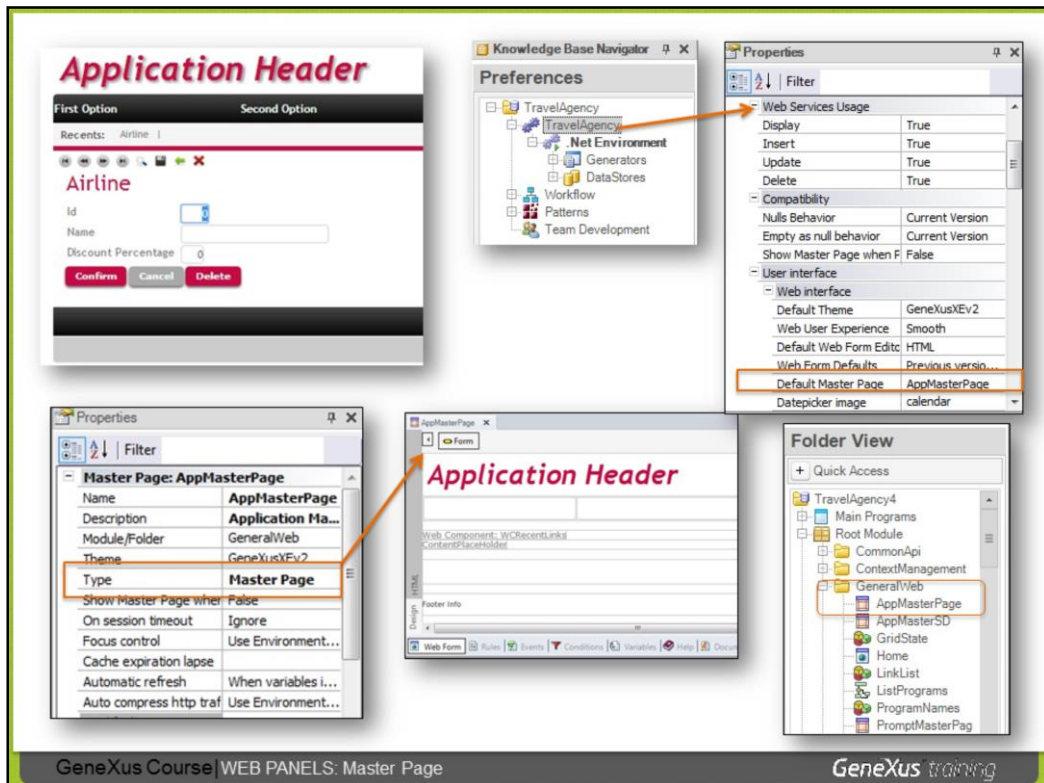 Application Header
First Option Second Option
Recents: Airline |
Airline
Id 0
Name
Discount Percentage 0
Confirm Cancel Delete
Knowledge Base Navigator
Preferences
TravelAgency
TravelAgency
.Net Environment
Generators
DataStores
Workflow
Patterns
Team Development
Properties
Filter
Web Services Usage
Display True
Insert True
Update True
Delete True
Compatibility
Nulls Behavior Current Version
Empty as null behavior Current Version
Show Master Page when P False
User interface
Web interface
Default Theme GeneXusXEv2
Web User Experience Smooth
Default Web Form Editc HTML
Web Form Defaults Previous versio...
Default Master Page AppMasterPage
Datepicker image calendar
Properties
Filter
Master Page: AppMasterPage
Name AppMasterPage
Description Application Ma...
Module/Folder GeneralWeb
Theme GeneXusXEv2
Type Master Page
Show Master Page wher False
On session timeout Ignore
Focus control Use Environment...
Cache expiration lapse
Automatic refresh When variables i...
Auto compress http traf Use Environment...
AppMasterPage
Form
Application Header
Web Component: WCRecentLinks
ContentPlaceHolder
Footer Info
Design HTML
Web Form Rules Events Conditions Variables Help Docum
Folder View
Quick Access
TravelAgency4
Main Programs
Root Module
CommonApi
ContextManagement
GeneralWeb
AppMasterPage
AppMasterSD
GridState
Home
LinkList
ListPrograms
ProgramNames
PromptMasterPag
GeneXus Course| WEB PANELS: Master Page
GeneXus training